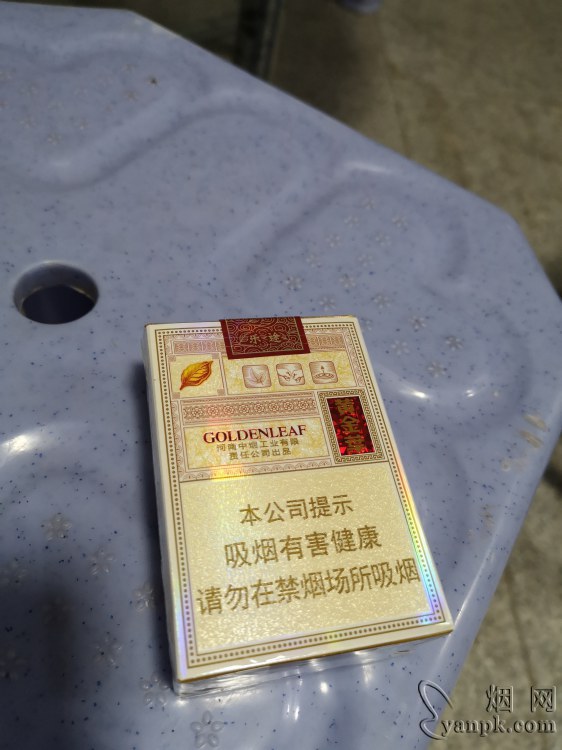 乐途
GOLDENLEAF
河南中烟工业有限
责任公司出品
黄金叶
本公司提示
吸烟有害健康
请勿在禁烟场所吸烟
烟网
yanpk.com